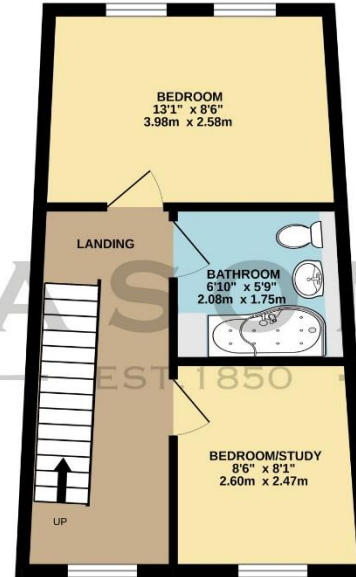 BEDROOM
13'1" x 8'6"
3.98m x 2.58m
LANDING
BATHROOM
6'10" x 5'9"
2.08m x 1.75m
EST.1850
BEDROOM/STUDY
8'6" x 8'1"
2.60m x 2.47m
UP